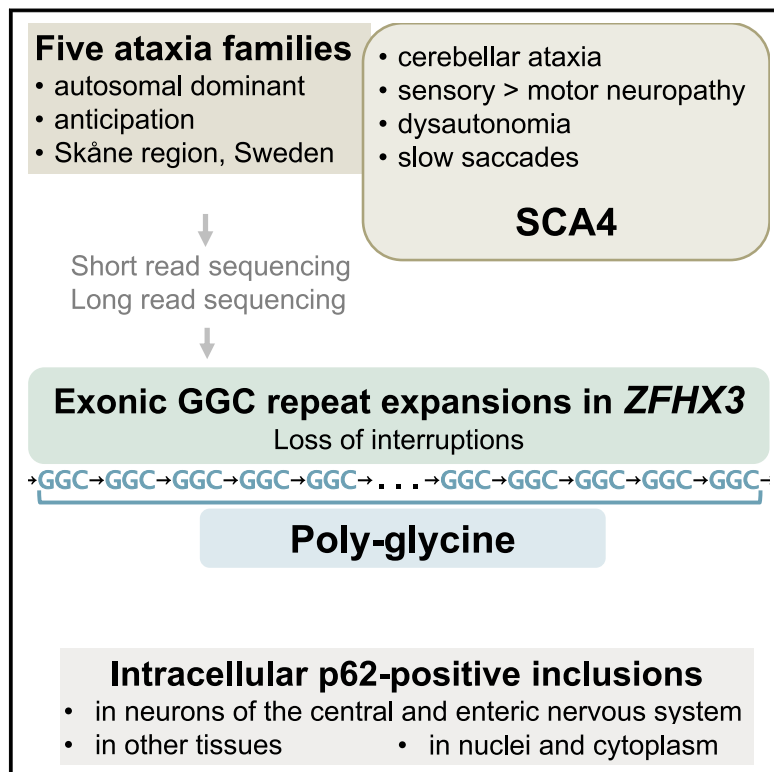 Five ataxia families
• autosomal dominant
• anticipation
• Skåne region, Sweden
• cerebellar ataxia
• sensory > motor neuropathy
• dysautonomia
• slow saccades
SCA4
Short read sequencing
Long read sequencing
Exonic GGC repeat expansions in ZFHX3
Loss of interruptions
→GGC→GGC→GGC→GGC→GGC→...→GGC→GGC→GGC→GGC→GGC→
Poly-glycine
Intracellular p62-positive inclusions
• in neurons of the central and enteric nervous system
• in other tissues • in nuclei and cytoplasm